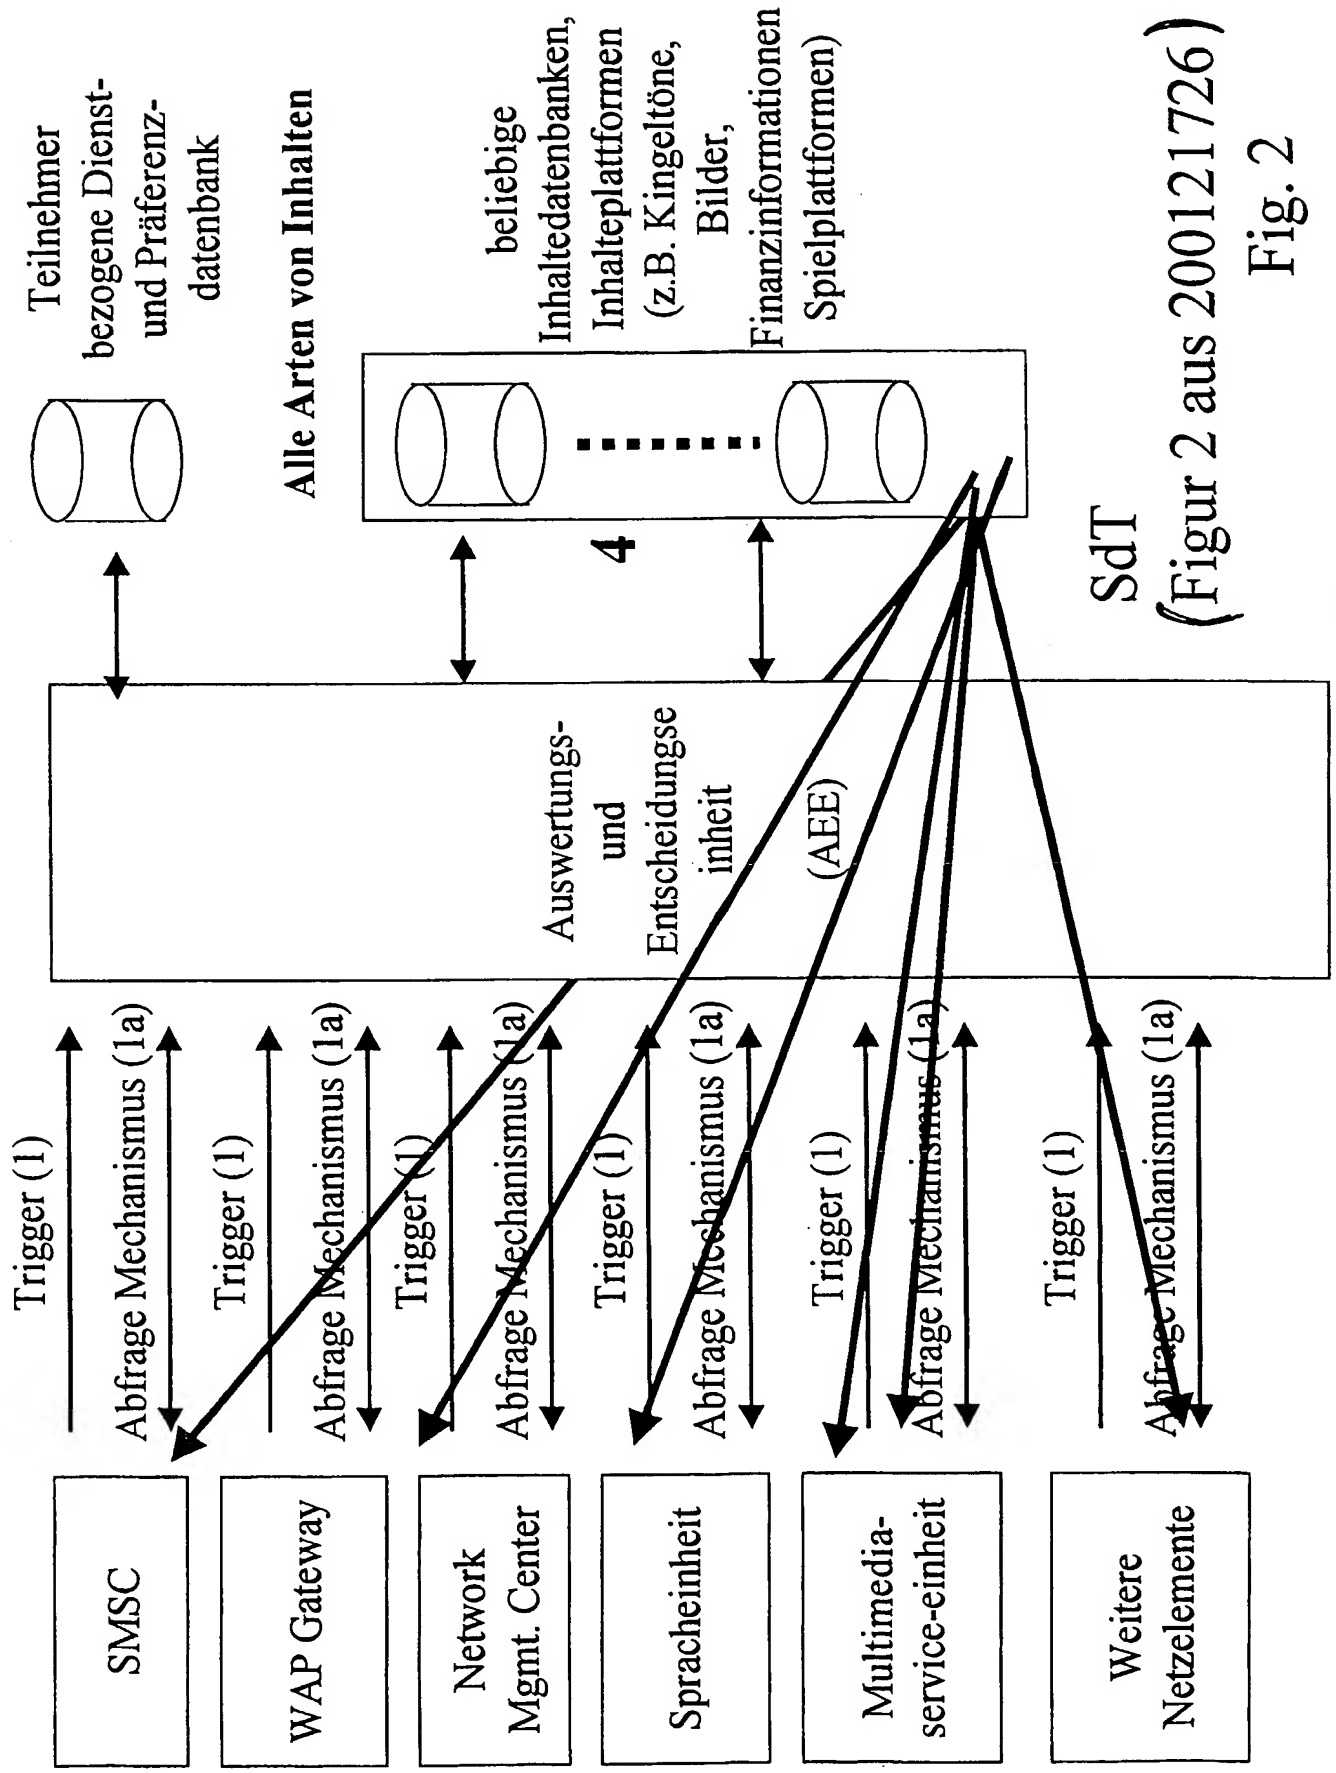 SMSC
WAP Gateway
Network
Mgmt. Center
Spracheinheit
Multimedia-
service-einheit
Weitere
Netzelemente
Trigger (1)
Abfrage Mechanismus (1a)
Trigger (1)
Abfrage Mechanismus (1a)
Trigger (1)
Abfrage Mechanismus (1a)
Trigger (1)
Abfrage Mechanismus (1a)
Trigger (1)
Abfrage Mechanismus (1a)
Trigger (1)
Abfrage Mechanismus (1a)
Auswertungs-
und
Entscheidungse
inheit
(AEE)
4
Teilnehmer
bezogene Dienst-
und Präferenz-
datenbank
Alle Arten von Inhalten
beliebige
Inhaltedatenbanken,
Inhalteplattformen
(z.B. Kingeltöne,
Bilder,
Finanzinformationen
Spielplattformen)
SdT
(Figur 2 aus 200121726)
Fig. 2